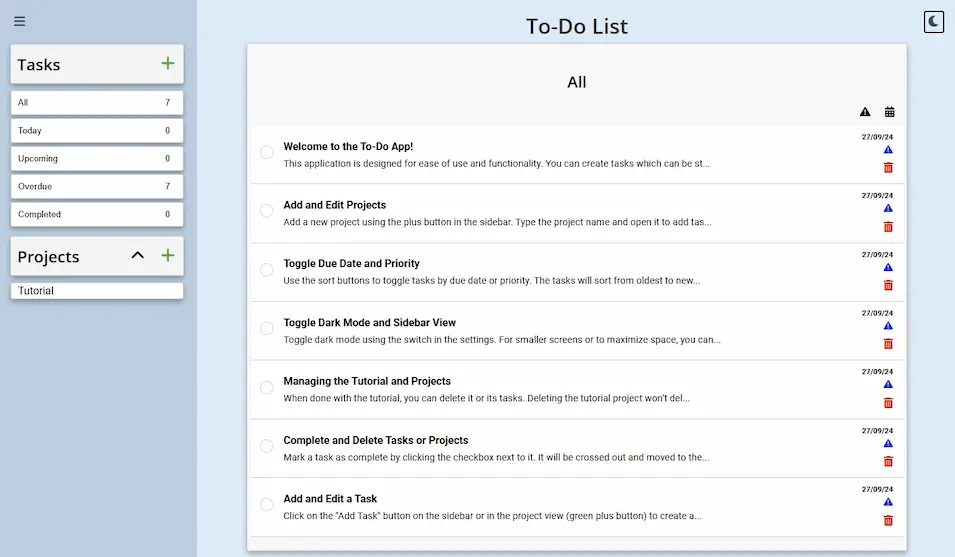 To-Do List
Tasks
All 7
Today 0
Upcoming 0
Overdue 7
Completed 0
Projects
Tutorial
All
Welcome to the To-Do App!
27/09/24
This application is designed for ease of use and functionality. You can create tasks which can be st...
Add and Edit Projects
27/09/24
Add a new project using the plus button in the sidebar. Type the project name and open it to add tas...
Toggle Due Date and Priority
27/09/24
Use the sort buttons to toggle tasks by due date or priority. The tasks will sort from oldest to new...
Toggle Dark Mode and Sidebar View
27/09/24
Toggle dark mode using the switch in the settings. For smaller screens or to maximize space, you can...
Managing the Tutorial and Projects
27/09/24
When done with the tutorial, you can delete it or its tasks. Deleting the tutorial project won't del...
Complete and Delete Tasks or Projects
27/09/24
Mark a task as complete by clicking the checkbox next to it. It will be crossed out and moved to the...
Add and Edit a Task
27/09/24
Click on the "Add Task" button on the sidebar or in the project view (green plus button) to create a...